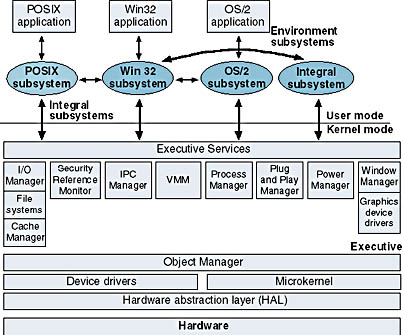 POSIX
application
Win32
application
OS/2
application
Environment
subsystems
POSIX
subsystem
Win 32
subsystem
OS/2
subsystem
Integral
subsystem
Integral
subsystems
User mode
Kernel mode
Executive Services
I/O
Manager
Security
Reference
Monitor
IPC
Manager
VMM
Process
Manager
Plug
and Play
Manager
Power
Manager
Window
Manager
File
systems
Graphics
device
drivers
Cache
Manager
Executive
Object Manager
Device drivers
Microkernel
Hardware abstraction layer (HAL)
Hardware